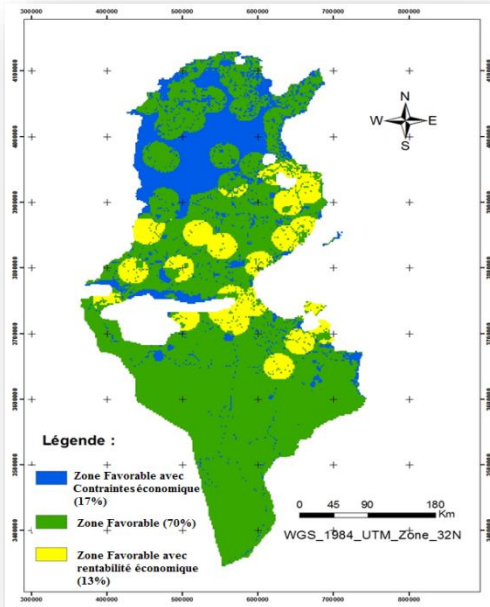 300000 400000 500000 600000 700000 800000
N
W E
S
Légende :
Zone Favorable avec
Contraintes économique
(17%)
Zone Favorable (70%)
Zone Favorable avec
rentabilité économique
(13%)
0 45 90 180
Km
WGS_1984_UTM_Zone_32N
300000 400000 500000 600000 700000 800000